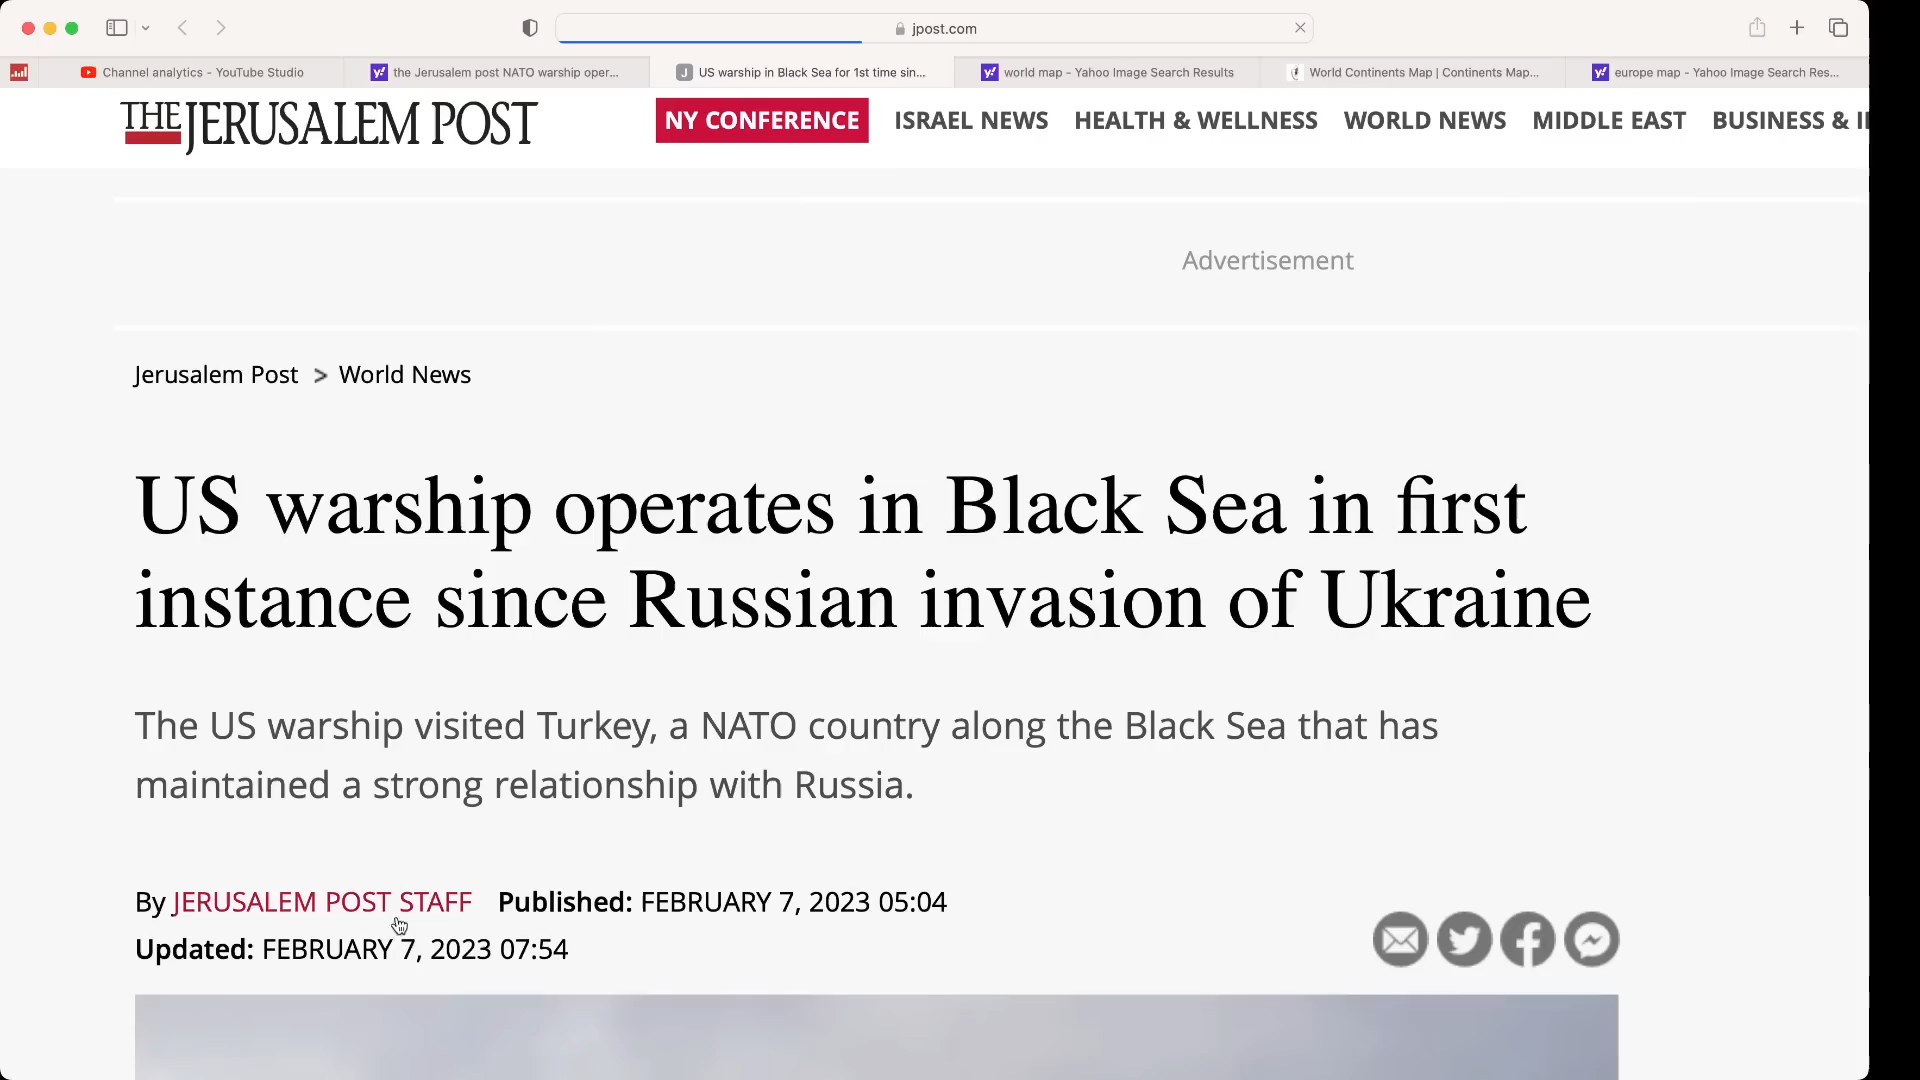 jpost.com
Channel analytics - YouTube Studio
the Jerusalem post NATO warship oper...
US warship in Black Sea for 1st time sin...
world map - Yahoo Image Search Results
World Continents Map | Continents Map...
europe map - Yahoo Image Search Res...
THE JERUSALEM POST
NY CONFERENCE ISRAEL NEWS HEALTH & WELLNESS WORLD NEWS MIDDLE EAST BUSINESS &
Advertisement
Jerusalem Post > World News
US warship operates in Black Sea in first
instance since Russian invasion of Ukraine
The US warship visited Turkey, a NATO country along the Black Sea that has
maintained a strong relationship with Russia.
By JERUSALEM POST STAFF Published: FEBRUARY 7, 2023 05:04
Updated: FEBRUARY 7, 2023 07:54